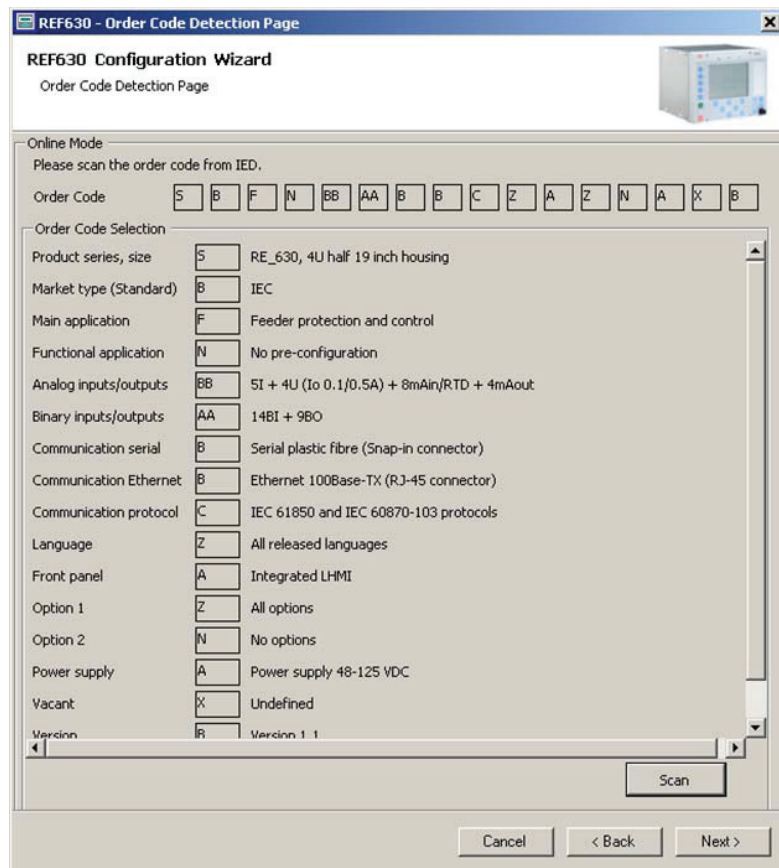 REF630 - Order Code Detection Page
REF630 Configuration Wizard
Order Code Detection Page
Online Mode
Please scan the order code from IED.
Order Code S B F N BB AA B B C Z A Z N A X B
Order Code Selection
Product series, size S RE_630, 4U half 19 inch housing
Market type (Standard) B IEC
Main application F Feeder protection and control
Functional application N No pre-configuration
Analog inputs/outputs BB 5I + 4U (Io 0.1/0.5A) + 8mAin/RTD + 4mAout
Binary inputs/outputs AA 14BI + 9BO
Communication serial B Serial plastic fibre (Snap-in connector)
Communication Ethernet B Ethernet 100Base-TX (RJ-45 connector)
Communication protocol C IEC 61850 and IEC 60870-103 protocols
Language Z All released languages
Front panel A Integrated LHMI
Option 1 Z All options
Option 2 N No options
Power supply A Power supply 48-125 VDC
Vacant X Undefined
Version B Version 1.1
Scan
Cancel < Back Next >